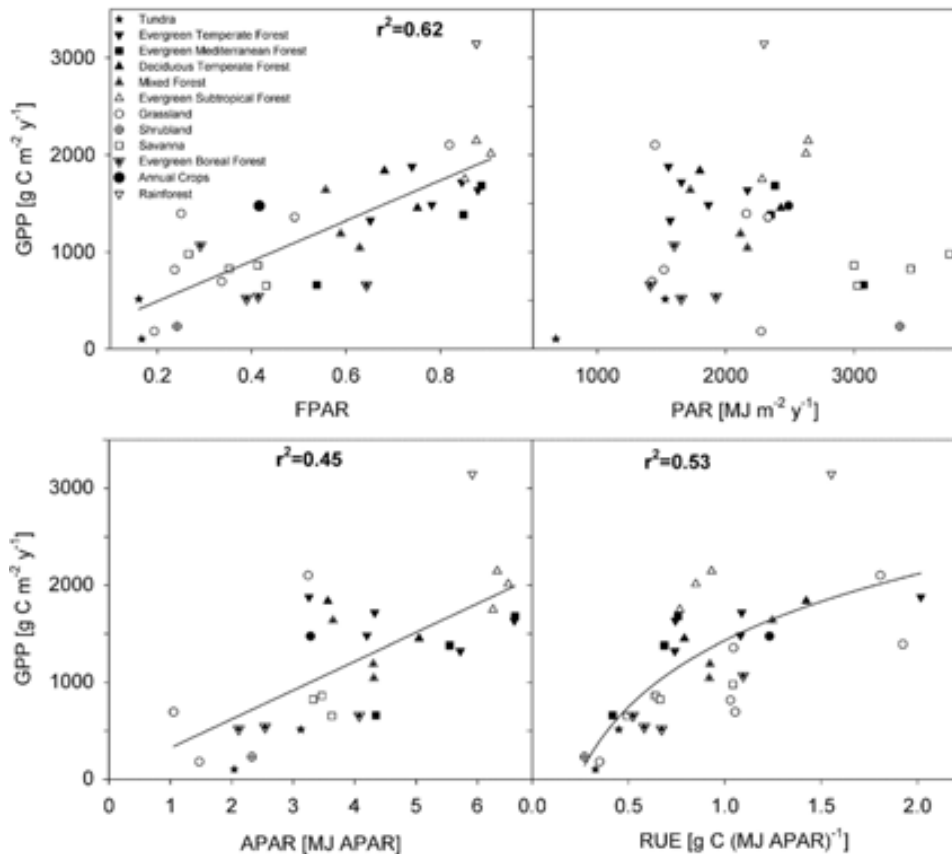 r²=0.62
Tundra
Evergreen Temperate Forest
Evergreen Mediterranean Forest
Deciduous Temperate Forest
Mixed Forest
Evergreen Subtropical Forest
Grassland
Shrubland
Savanna
Evergreen Boreal Forest
Annual Crops
Rainforest
GPP [g C m⁻² y⁻¹]
3000
2000
1000
0
0.2 0.4 0.6 0.8
FPAR
1000 2000 3000
PAR [MJ m⁻² y⁻¹]
r²=0.45
GPP [g C m⁻² y⁻¹]
3000
2000
1000
0
0 1 2 3 4 5 6
APAR [MJ APAR]
r²=0.53
0.0 0.5 1.0 1.5 2.0
RUE [g C (MJ APAR)⁻¹]